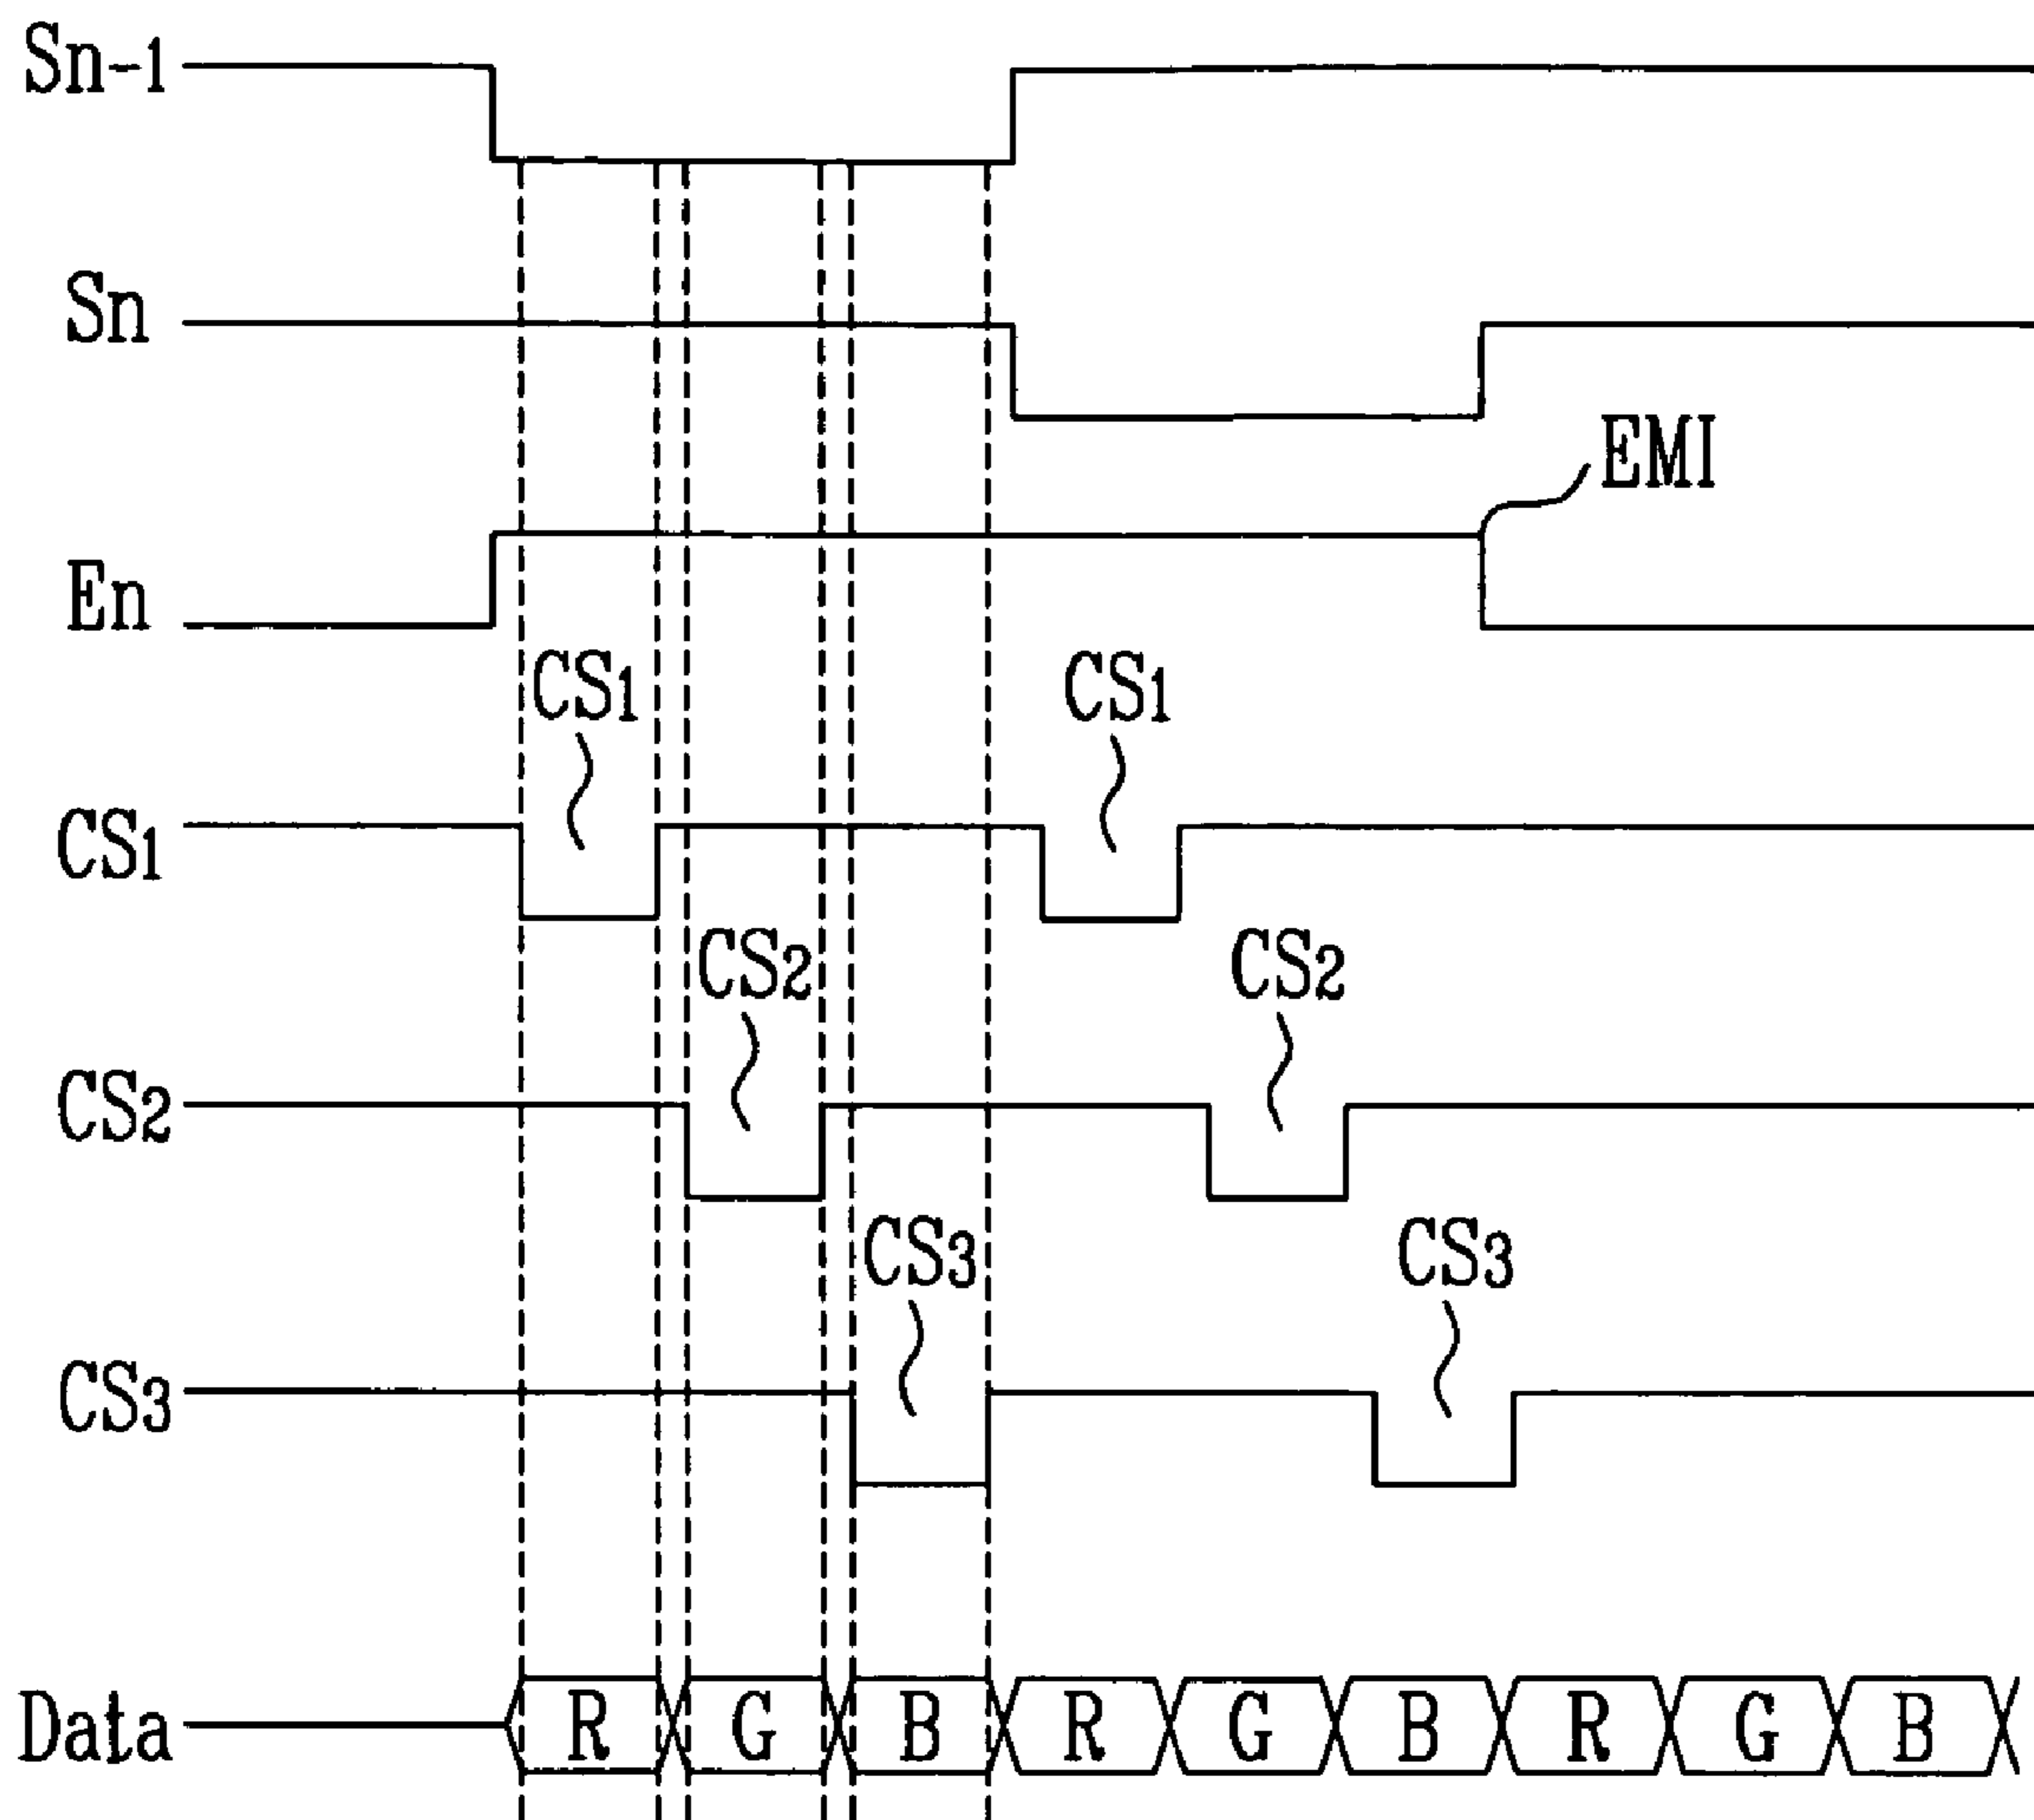 Sn-1
Sn
EMI
En
CS1 CS1
CS1
CS2 CS2
CS2
CS3 CS3
CS3
Data R G B R G B R G B